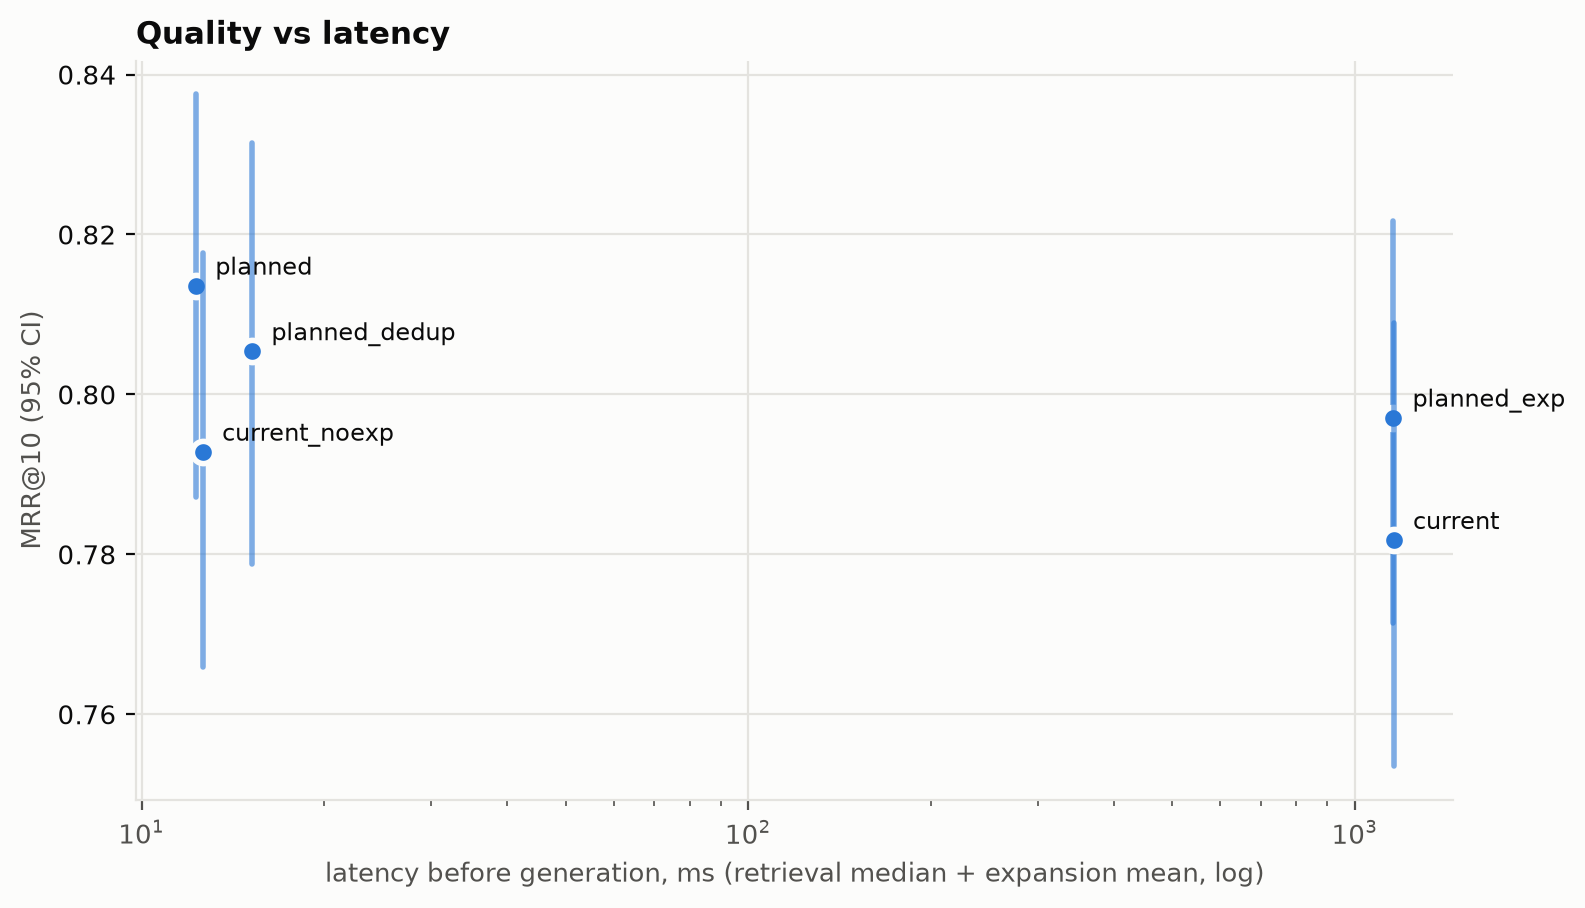 Quality vs latency
0.84
0.82
0.80
0.78
0.76
MRR@10 (95% CI)
planned
planned_dedup
current_noexp
planned_exp
current
10¹
10²
10³
latency before generation, ms (retrieval median + expansion mean, log)